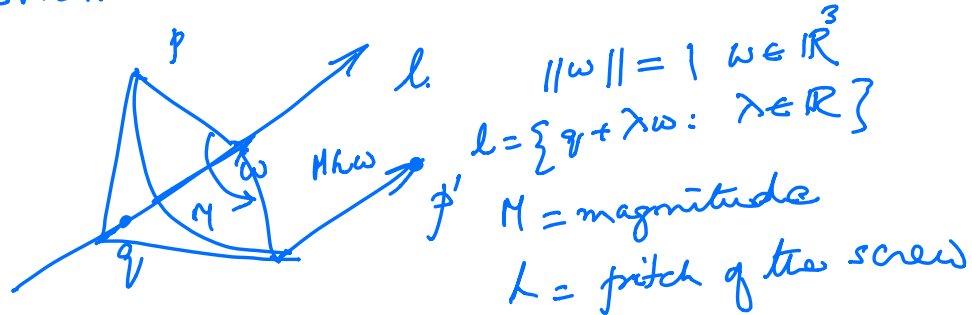 p
l.
||ω|| = 1 ω ∈ ℝ³
l = { q + λω : λ ∈ ℝ }
ω
Mhω
M
p'
q
M = magnitude
h = pitch of the screw